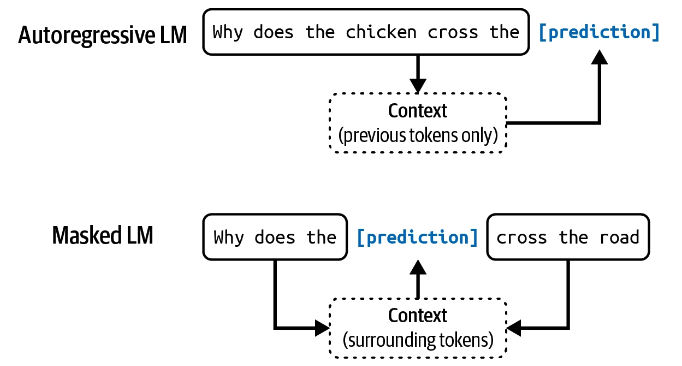 Autoregressive LM Why does the chicken cross the [prediction]
Context
(previous tokens only)
Masked LM Why does the [prediction] cross the road
Context
(surrounding tokens)